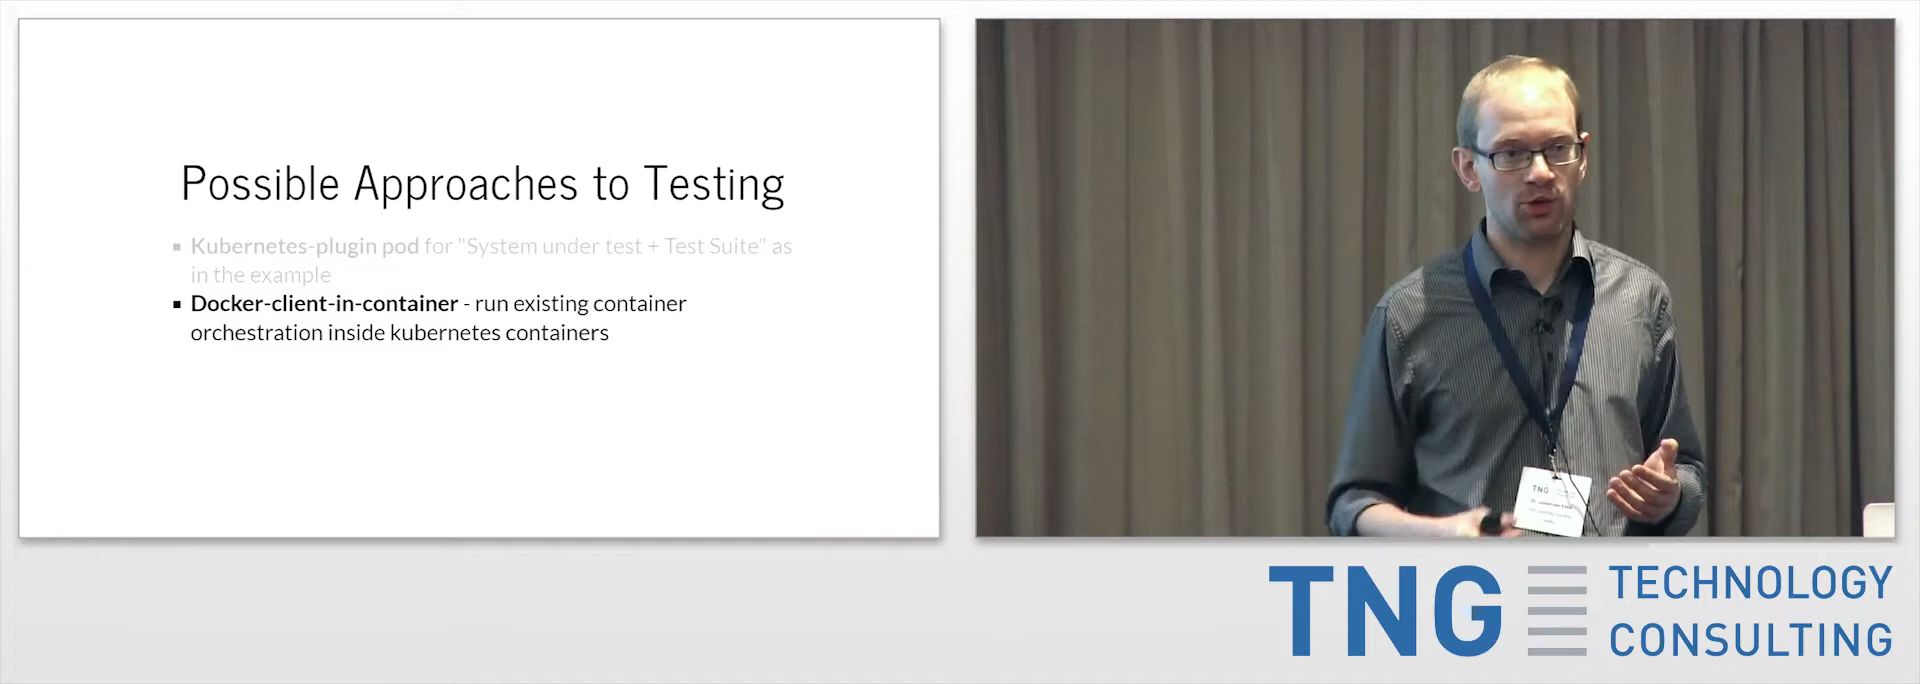 Possible Approaches to Testing
Kubernetes-plugin pod for "System under test + Test Suite" as
in the example
Docker-client-in-container - run existing container
orchestration inside kubernetes containers
TNG
TNG
TECHNOLOGY
CONSULTING